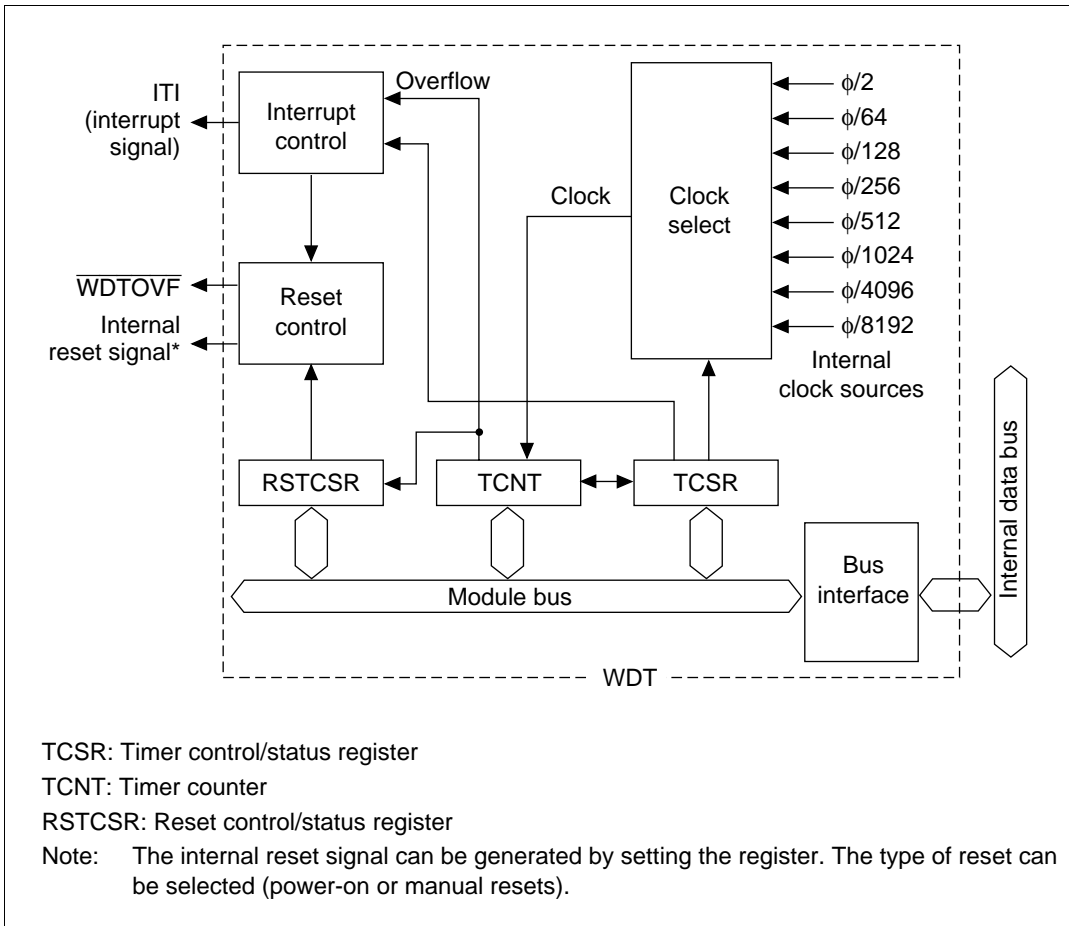 ITI
(interrupt
signal)
Overflow
Interrupt
control
Clock
Clock
select
ϕ/2
ϕ/64
ϕ/128
ϕ/256
ϕ/512
ϕ/1024
ϕ/4096
ϕ/8192
Internal
clock sources
WDTOVF
Internal
reset signal*
Reset
control
RSTCSR
TCNT
TCSR
Module bus
Bus
interface
Internal data bus
WDT
TCSR: Timer control/status register
TCNT: Timer counter
RSTCSR: Reset control/status register
Note: The internal reset signal can be generated by setting the register. The type of reset can
be selected (power-on or manual resets).